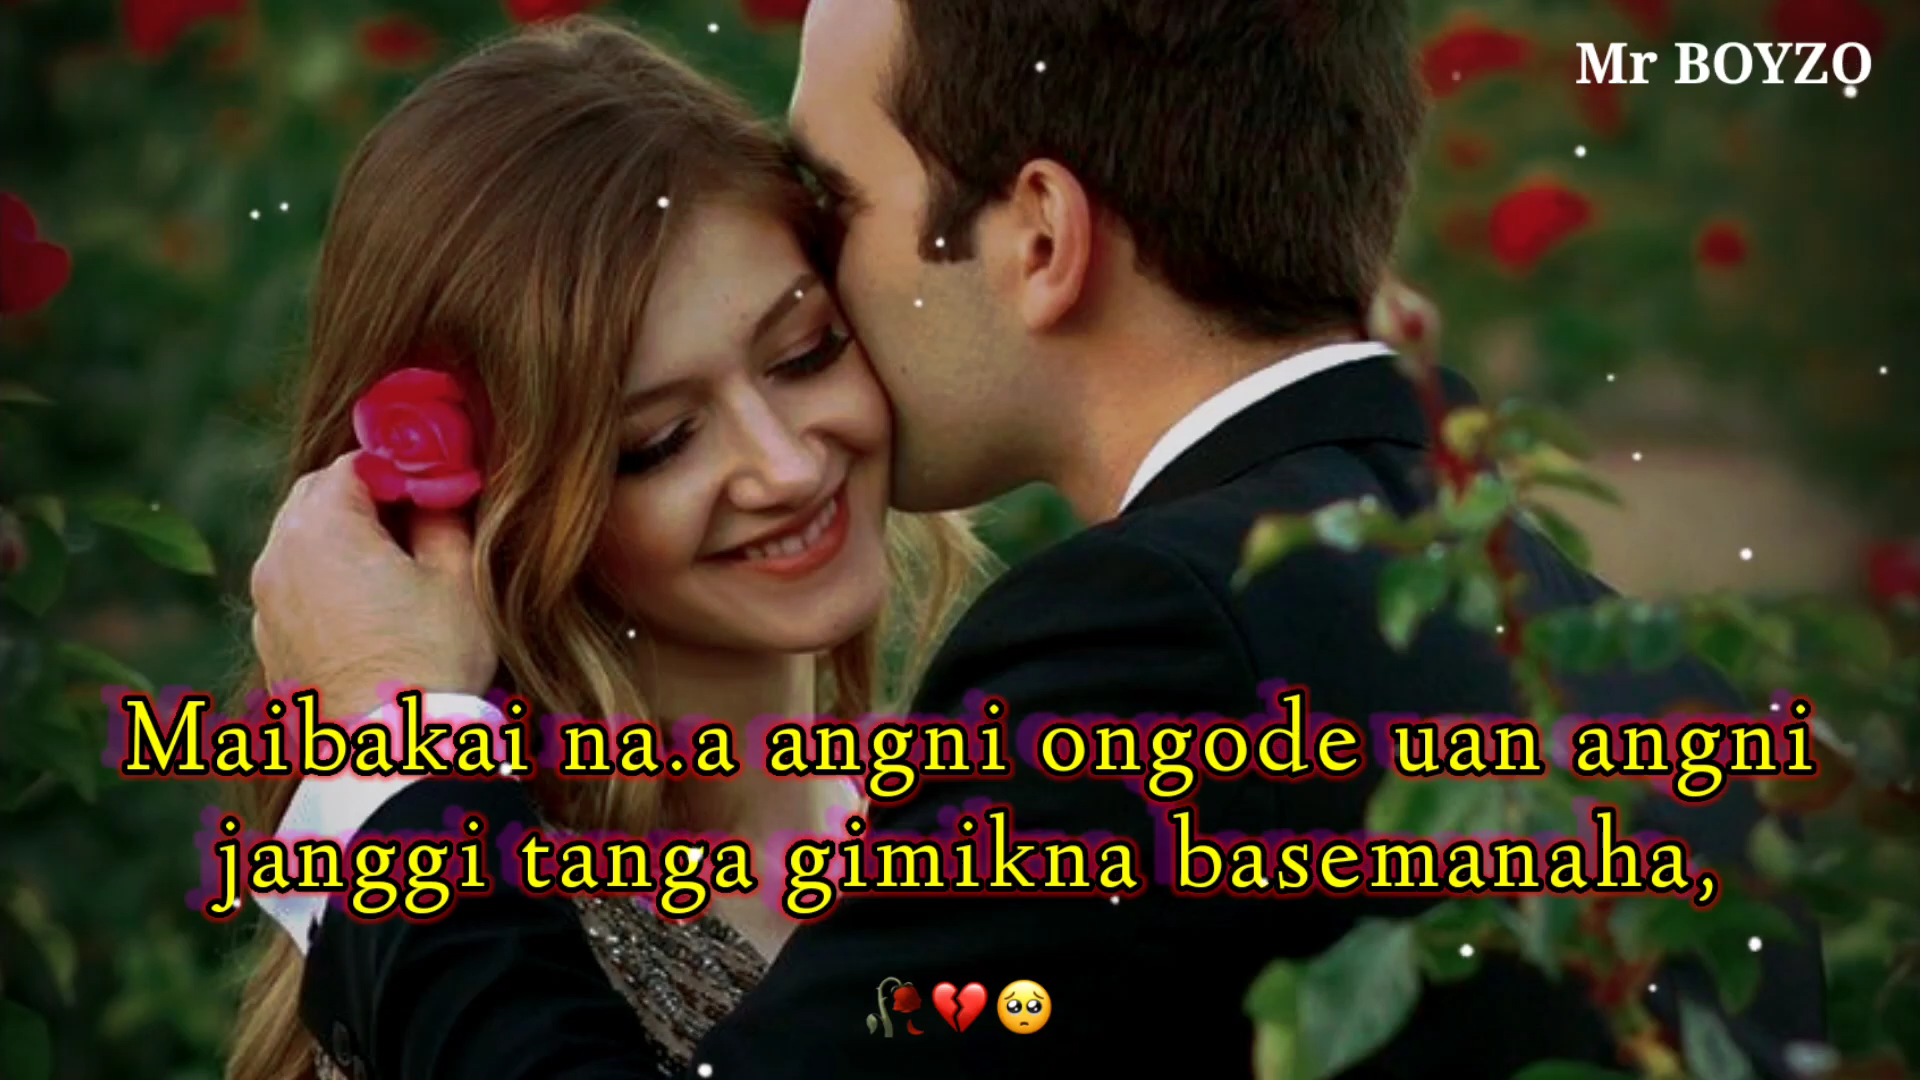 Mr BOYZO
Maibakai na.a angni ongode uan angni
janggi tanga gimikna basemanaha,
🥀💔🥺